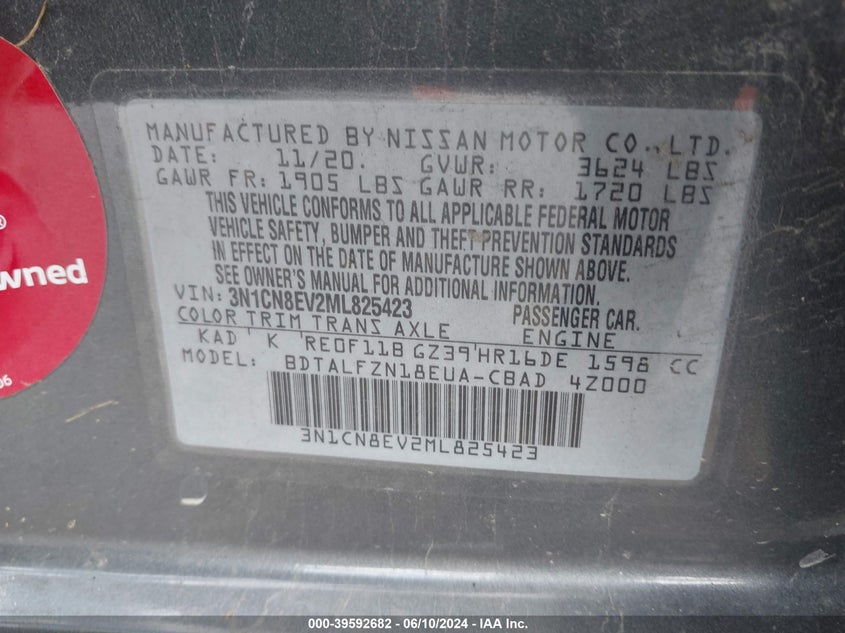 ®
wned
06
MANUFACTURED BY NISSAN MOTOR CO., LTD.
DATE: 11/20. GVWR: 3624 LBS
GAWR FR: 1905 LBS GAWR RR: 1720 LBS
THIS VEHICLE CONFORMS TO ALL APPLICABLE FEDERAL MOTOR
VEHICLE SAFETY, BUMPER AND THEFT PREVENTION STANDARDS
IN EFFECT ON THE DATE OF MANUFACTURE SHOWN ABOVE.
SEE OWNER'S MANUAL FOR ADDITIONAL INFORMATION.
VIN: 3N1CN8EV2ML825423 PASSENGER CAR.
COLOR TRIM TRANS AXLE ENGINE
KAD K RE0F11B GZ39 HR16DE 1598 CC
MODEL: BDTALFZN18EUA-CBAD 4Z000
3N1CN8EV2ML825423
000-39592682 - 06/10/2024 - IAA, Inc.